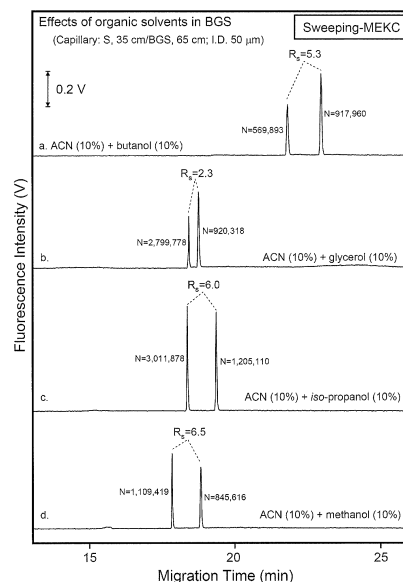 Effects of organic solvents in BGS
Sweeping-MEKC
(Capillary: S, 35 cm/BGS, 65 cm; I.D. 50 μm)
Rs=5.3
0.2 V
N=917,960
N=569,893
a. ACN (10%) + butanol (10%)
Rs=2.3
N=920,318
N=2,799,778
b.
ACN (10%) + glycerol (10%)
Rs=6.0
N=3,011,878
N=1,205,110
c.
ACN (10%) + iso-propanol (10%)
Rs=6.5
N=1,109,419
N=845,616
d.
ACN (10%) + methanol (10%)
15 20 25
Migration Time (min)
Fluorescence Intensity (V)